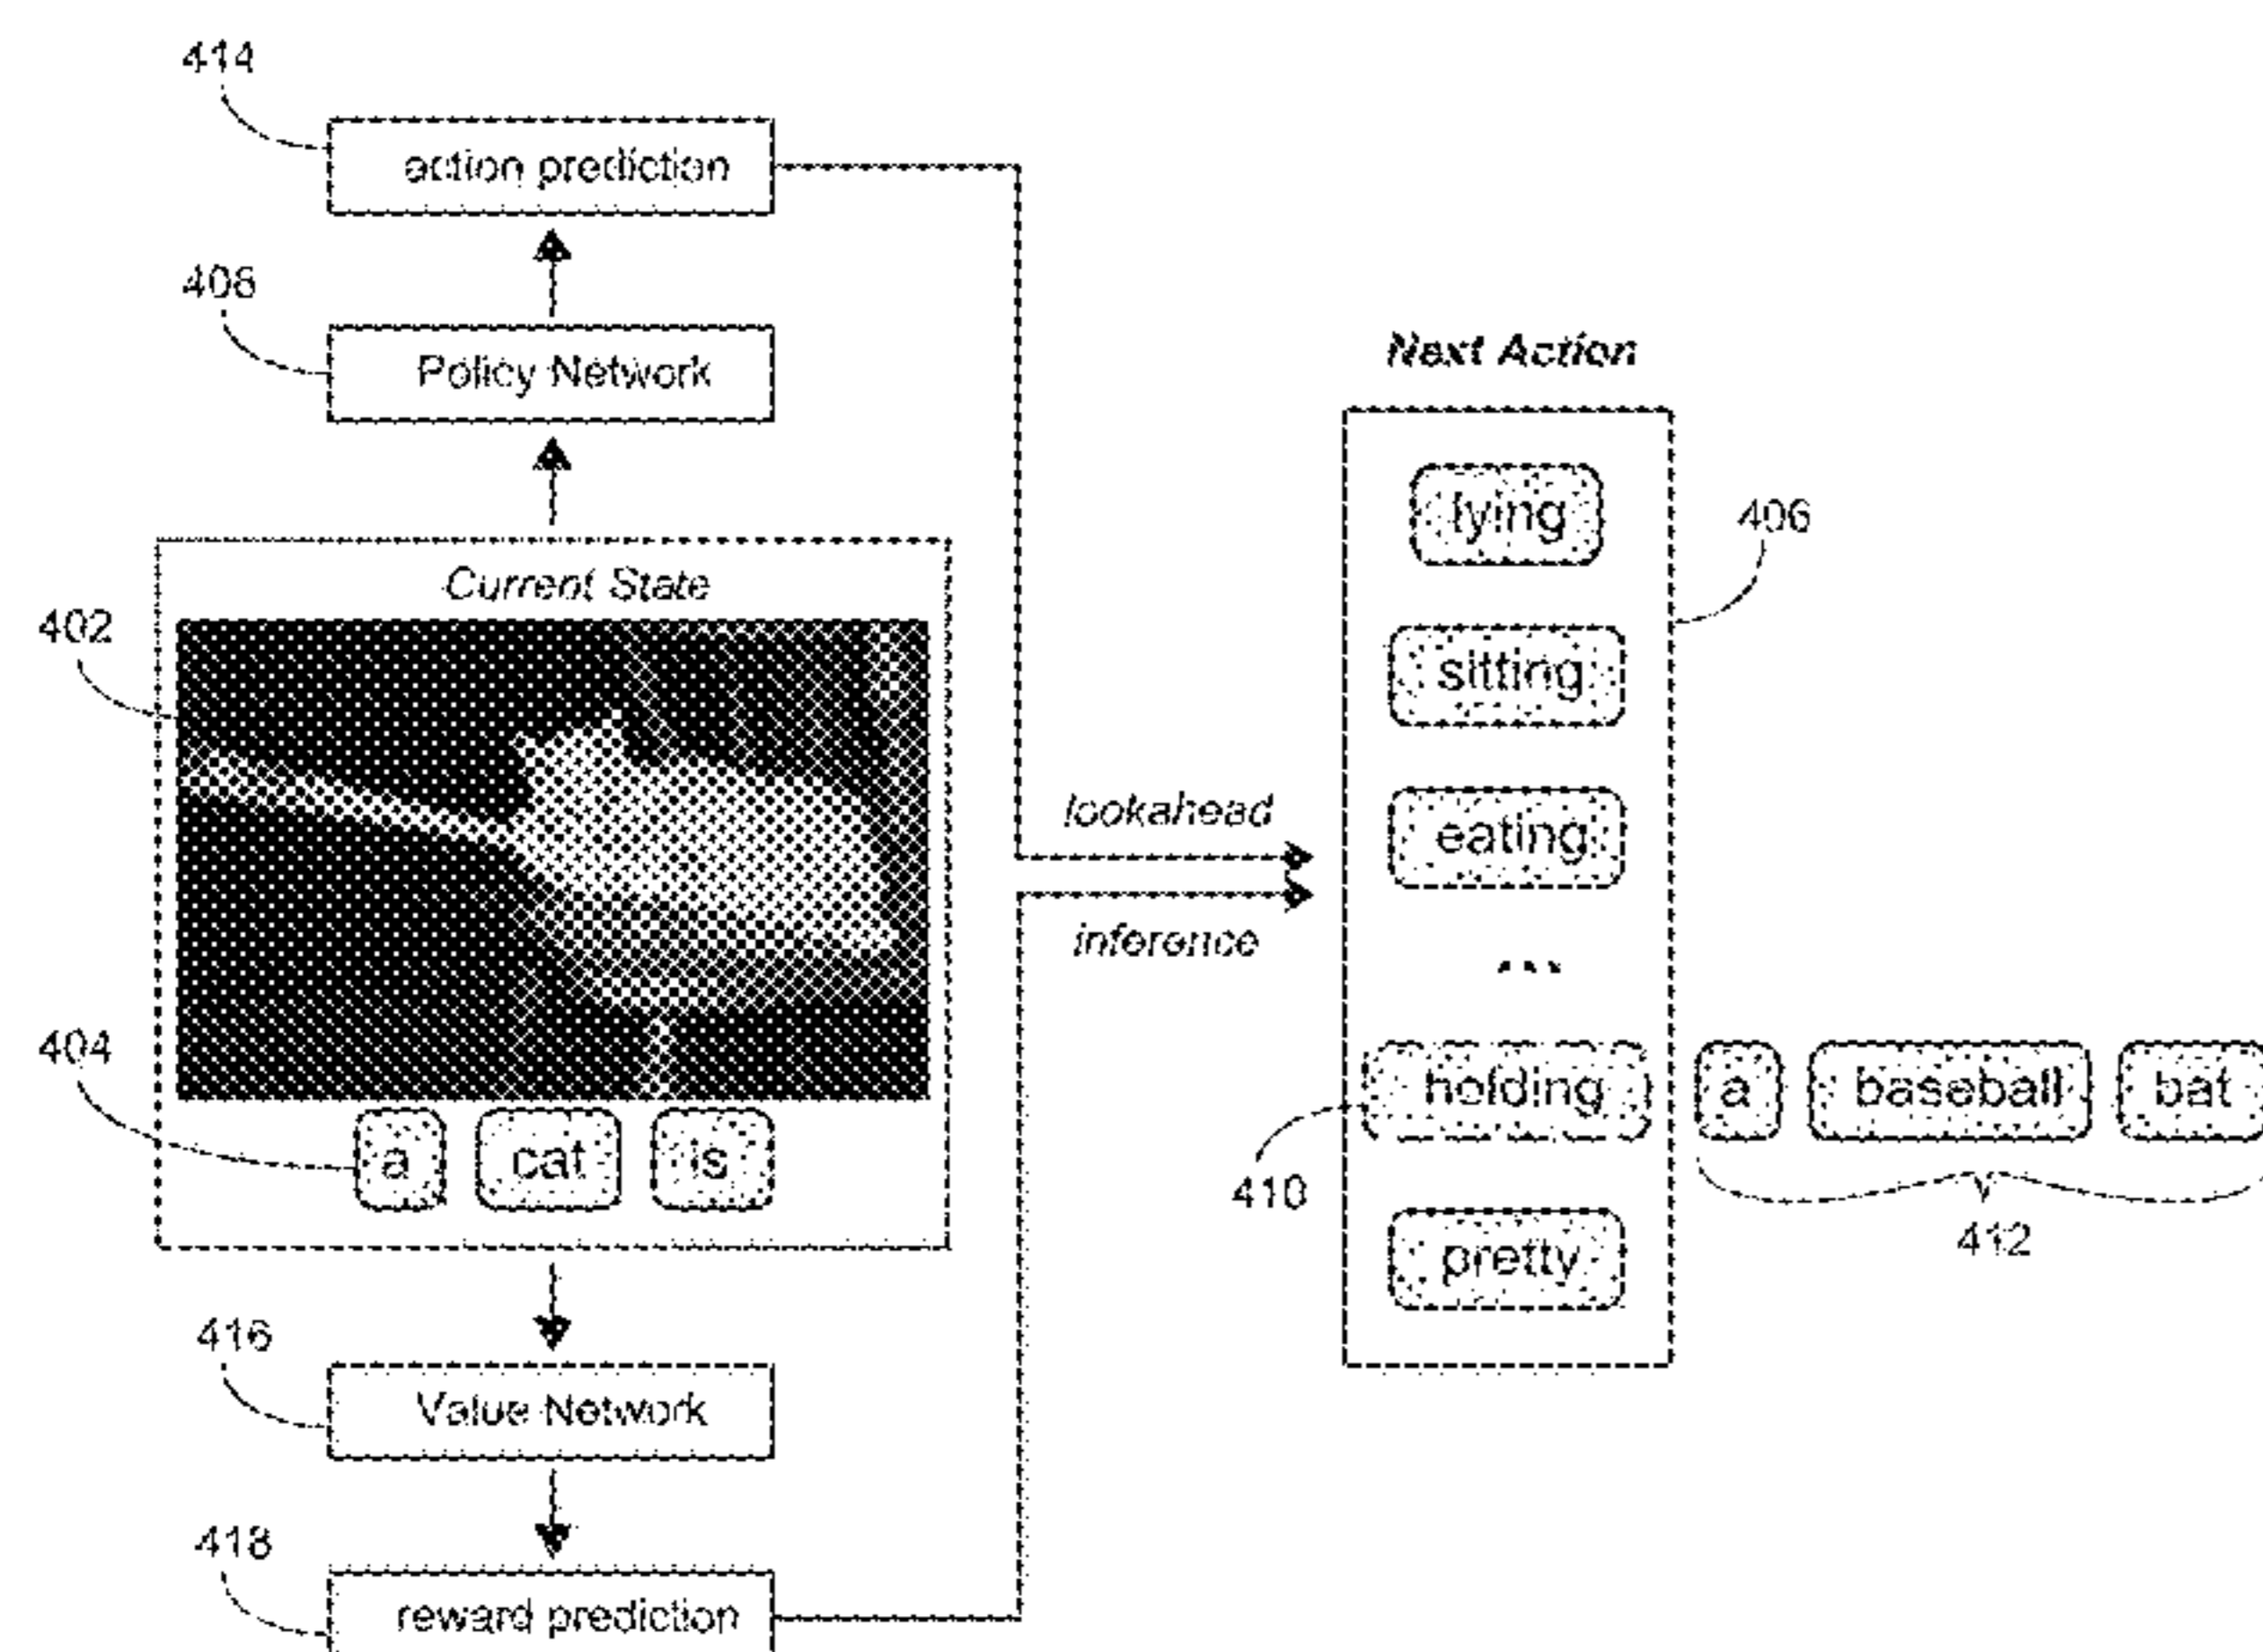 414
action prediction
408
Policy Network
Next Action
lying
406
Current State
sitting
402
lookahead
eating
inference
...
404
holding a baseball bat
a cat is
410
412
pretty
416
Value Network
418
reward prediction